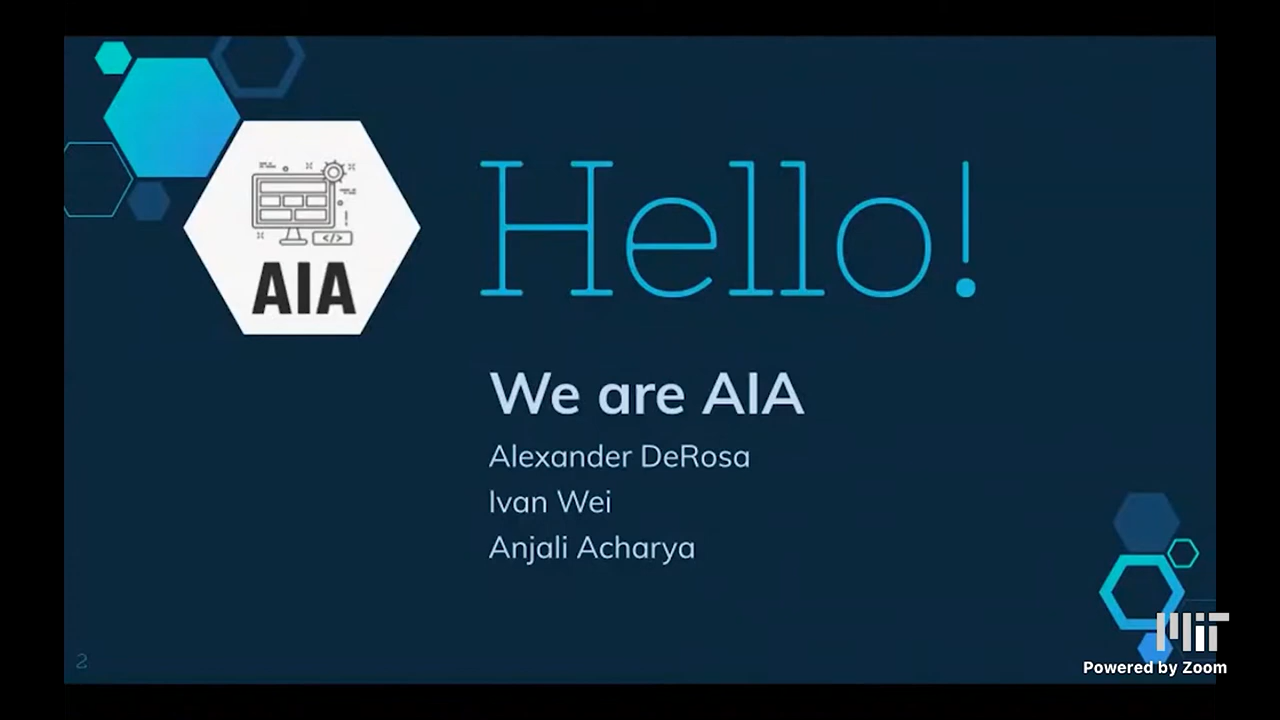 Hello!
</>
AIA
We are AIA
Alexander DeRosa
Ivan Wei
Anjali Acharya
2
MIT
Powered by Zoom